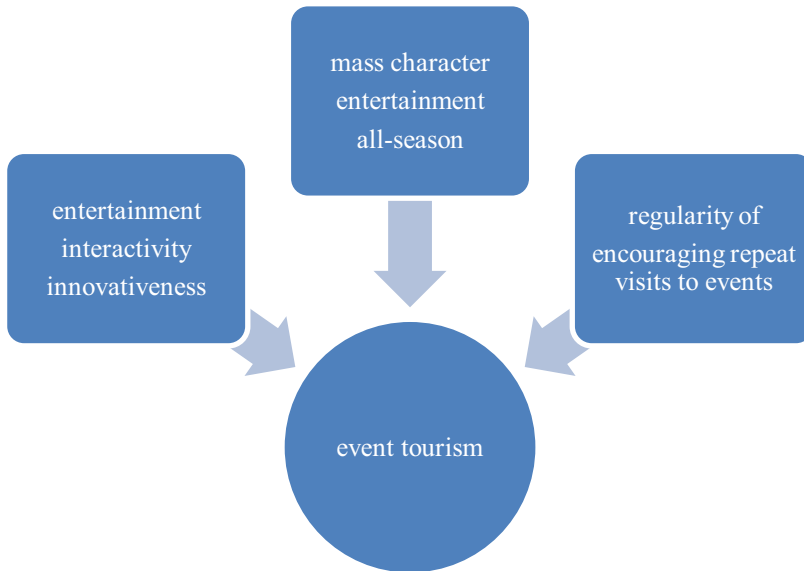 mass character
entertainment
all-season
entertainment
interactivity
innovativeness
regularity of
encouraging repeat
visits to events
event tourism